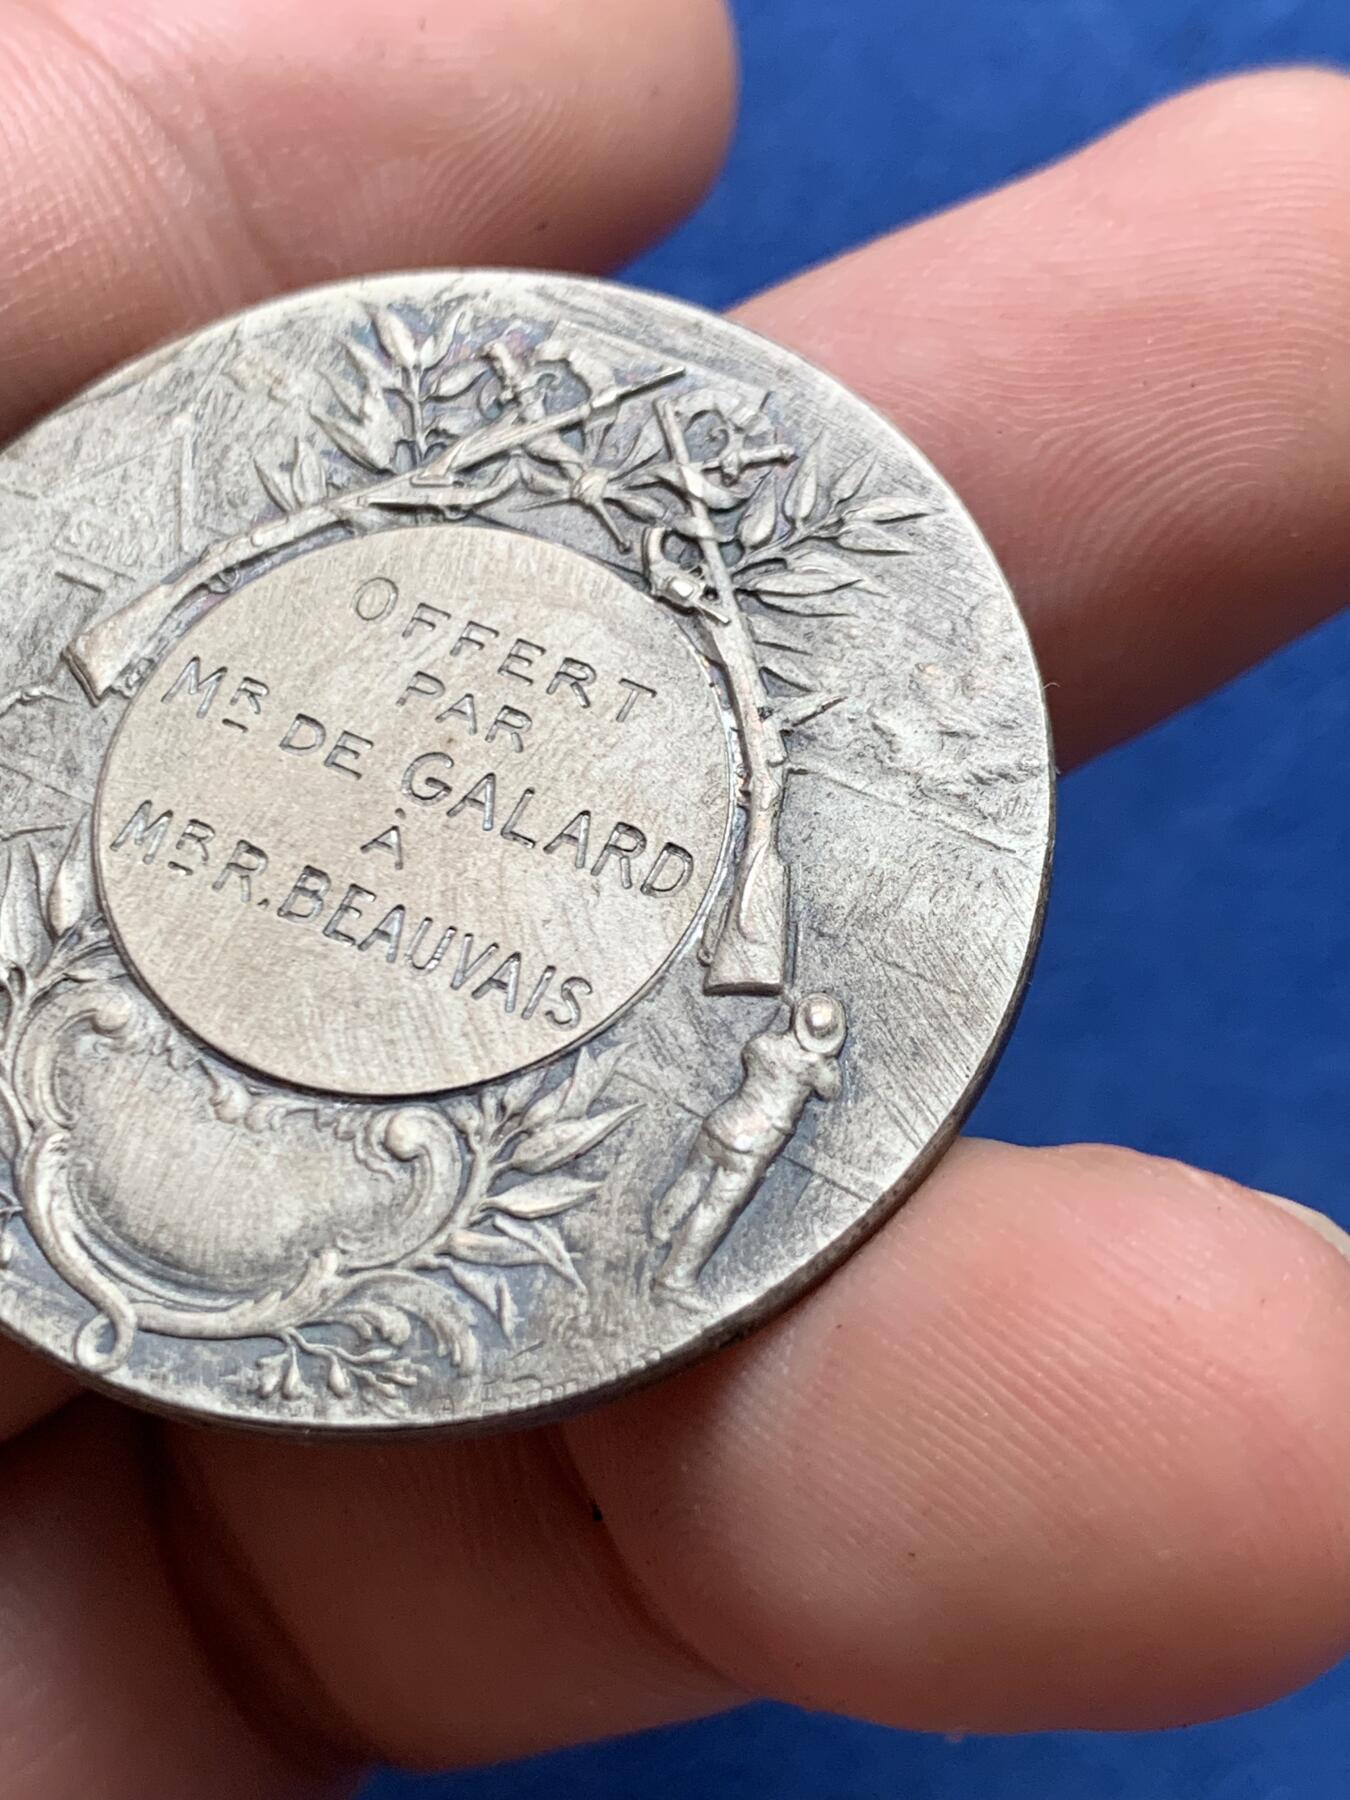 OFFERT
PAR
MR DE GALARD
À
MR R. BEAUVAIS